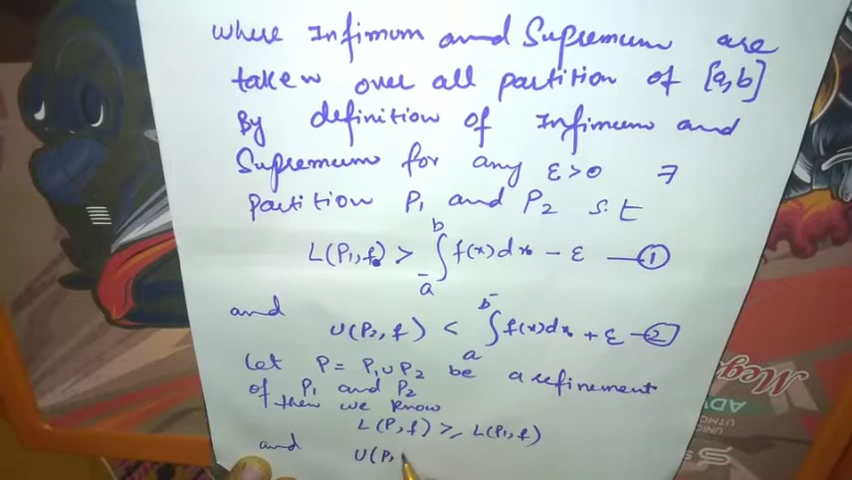 where Infimum and Supremum are
taken over all partition of [a,b]
By definition of Infimum and
Supremum for any ε>0 ∃
partition P₁ and P₂ s.t
L(P₁,f) > ∫_a^b f(x)dx - ε —①
and
U(P₂,f) < ∫_a^b̄ f(x)dx + ε —②
Let P = P₁∪P₂ be a refinement
of P₁ and P₂
then we know
L(P,f) ≥ L(P₁,f)
and
U(P,